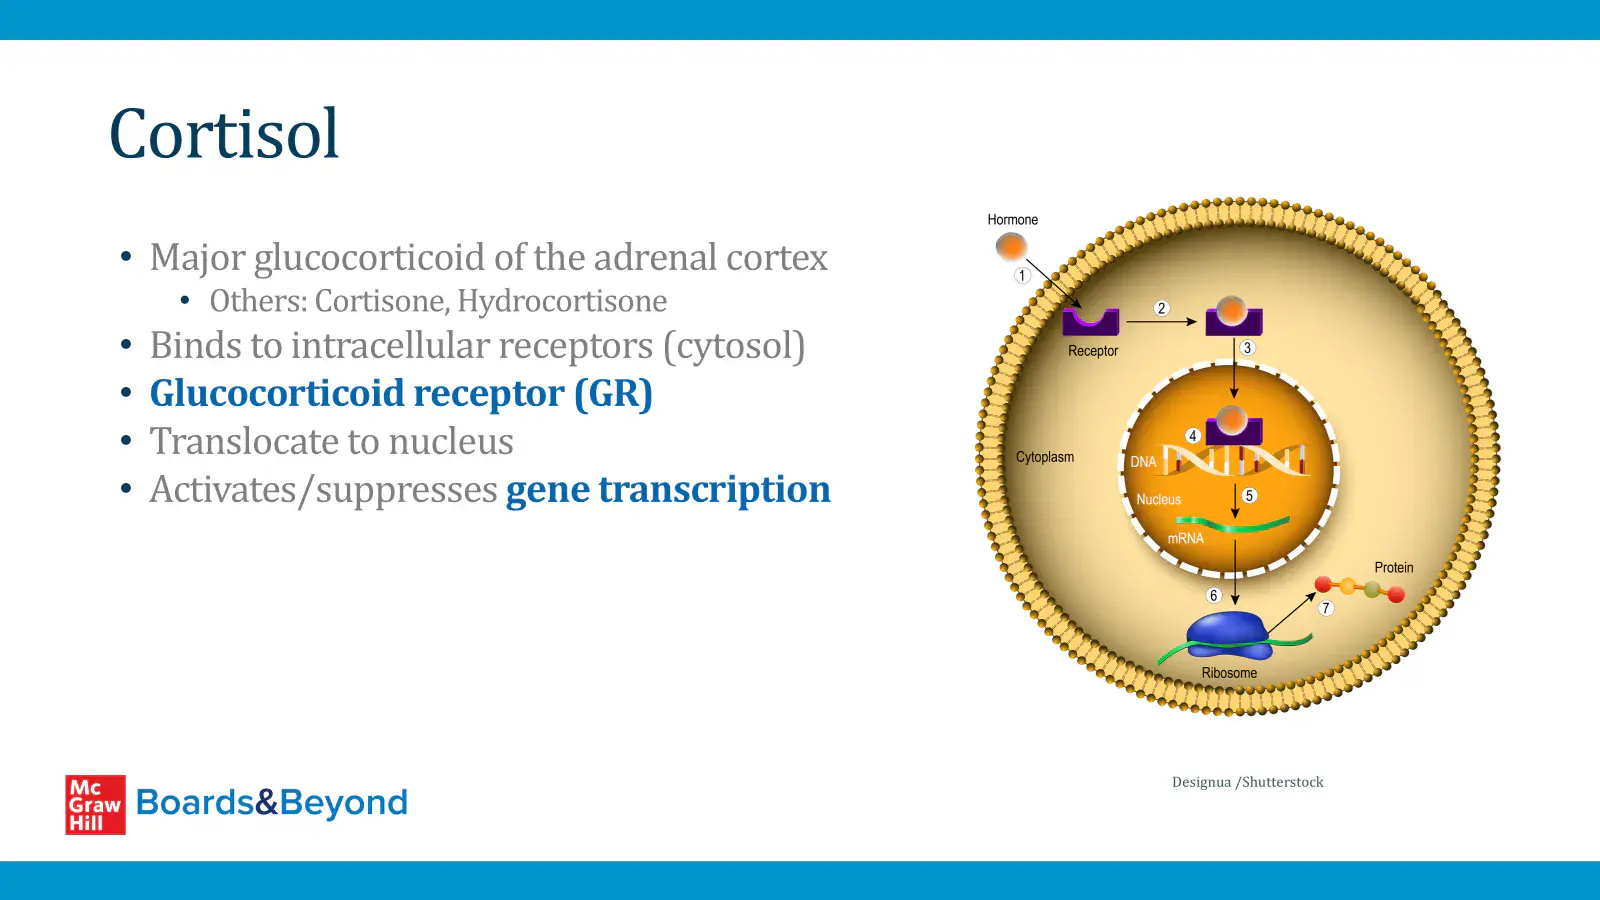 Cortisol
• Major glucocorticoid of the adrenal cortex
• Others: Cortisone, Hydrocortisone
• Binds to intracellular receptors (cytosol)
• Glucocorticoid receptor (GR)
• Translocate to nucleus
• Activates/suppresses gene transcription
Hormone
1
2
Receptor
3
4
Cytoplasm
DNA
5
Nucleus
mRNA
Protein
6
7
Ribosome
Designua /Shutterstock
Mc
Graw
Hill
Boards&Beyond